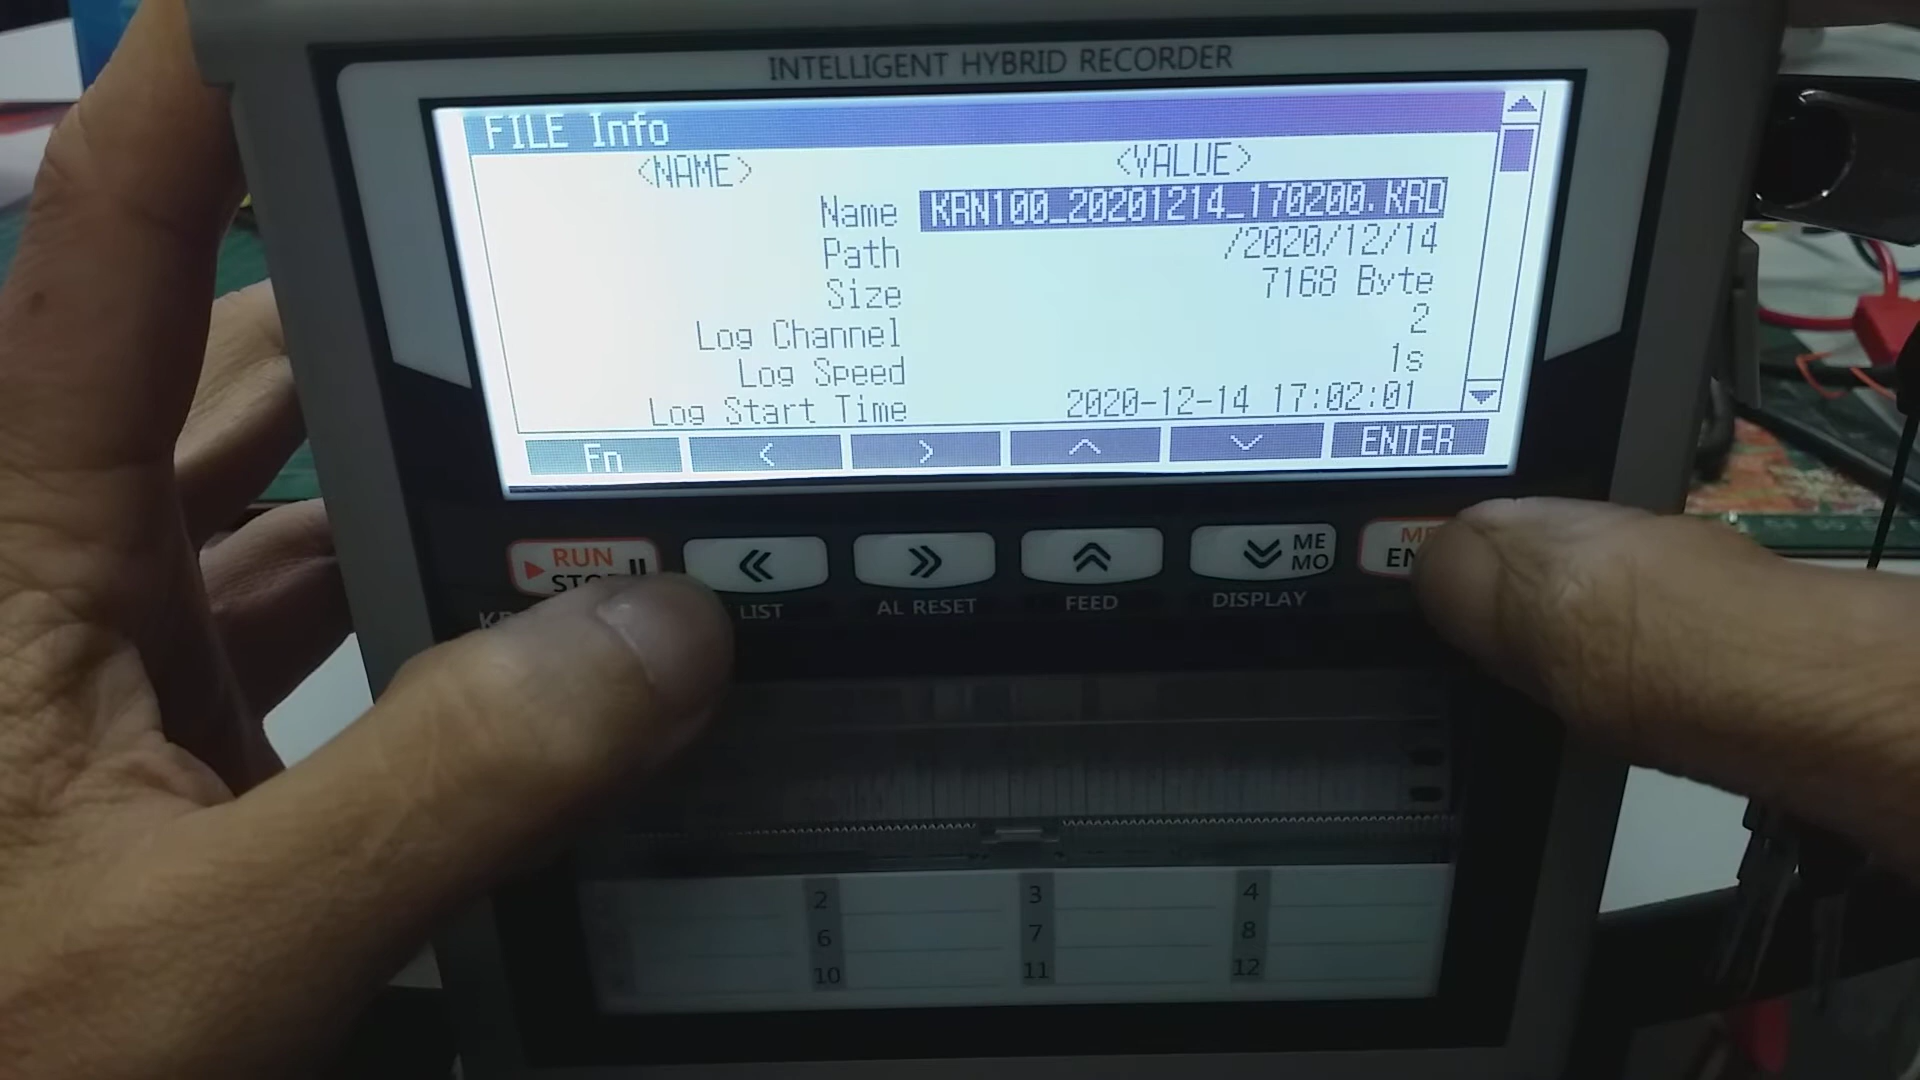 INTELLIGENT HYBRID RECORDER
FILE Info
<NAME> <VALUE>
Name KRN100_20201214_170200.KRD
Path /2020/12/14
Size 7168 Byte
Log Channel 2
Log Speed 1s
Log Start Time 2020-12-14 17:02:01
Fn < > ^ ˅ ENTER
RUN
ME MO
LIST AL RESET FEED DISPLAY
2 3 4
6 7 8
10 11 12